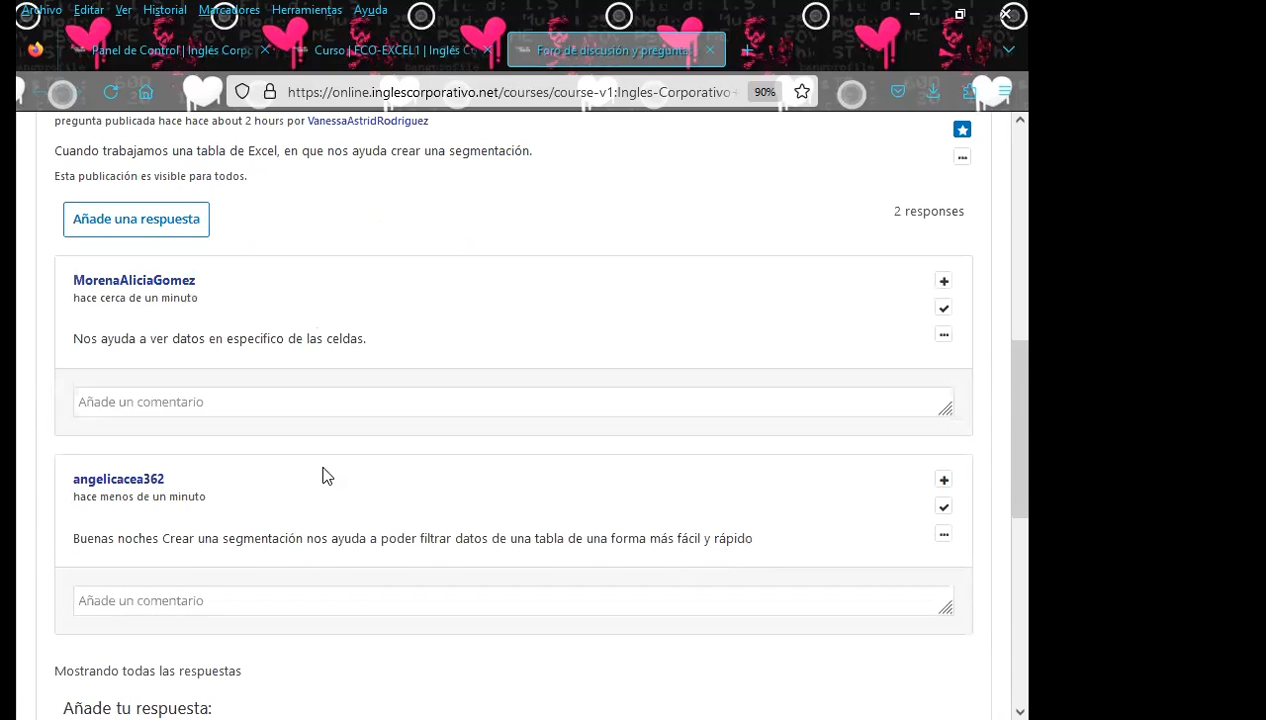 Archivo Editar Ver Historial Marcadores Herramientas Ayuda
Panel de Control | Inglés Corp
Curso | ECO-EXCEL1 | Inglés C
Foro de discusión y pregunta
https://online.inglescorporativo.net/courses/course-v1:Ingles-Corporativo+
90%
pregunta publicada hace hace about 2 hours por VanessaAstridRodriguez
Cuando trabajamos una tabla de Excel, en que nos ayuda crear una segmentación.
Esta publicación es visible para todos.
Añade una respuesta
2 responses
MorenaAliciaGomez
hace cerca de un minuto
Nos ayuda a ver datos en especifico de las celdas.
Añade un comentario
angelicacea362
hace menos de un minuto
Buenas noches Crear una segmentación nos ayuda a poder filtrar datos de una tabla de una forma más fácil y rápido
Añade un comentario
Mostrando todas las respuestas
Añade tu respuesta: